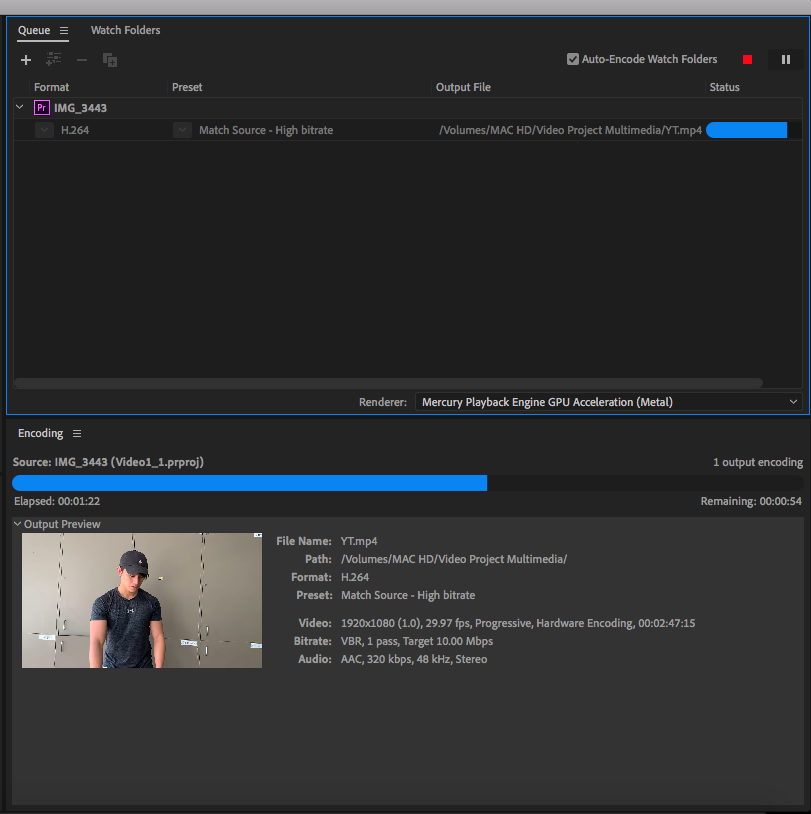 Queue Watch Folders
Auto-Encode Watch Folders
Format Preset Output File Status
Pr IMG_3443
H.264 Match Source - High bitrate /Volumes/MAC HD/Video Project Multimedia/YT.mp4
Renderer: Mercury Playback Engine GPU Acceleration (Metal)
Encoding
Source: IMG_3443 (Video1_1.prproj) 1 output encoding
Elapsed: 00:01:22 Remaining: 00:00:54
Output Preview
File Name: YT.mp4
Path: /Volumes/MAC HD/Video Project Multimedia/
Format: H.264
Preset: Match Source - High bitrate
Video: 1920x1080 (1.0), 29.97 fps, Progressive, Hardware Encoding, 00:02:47:15
Bitrate: VBR, 1 pass, Target 10.00 Mbps
Audio: AAC, 320 kbps, 48 kHz, Stereo